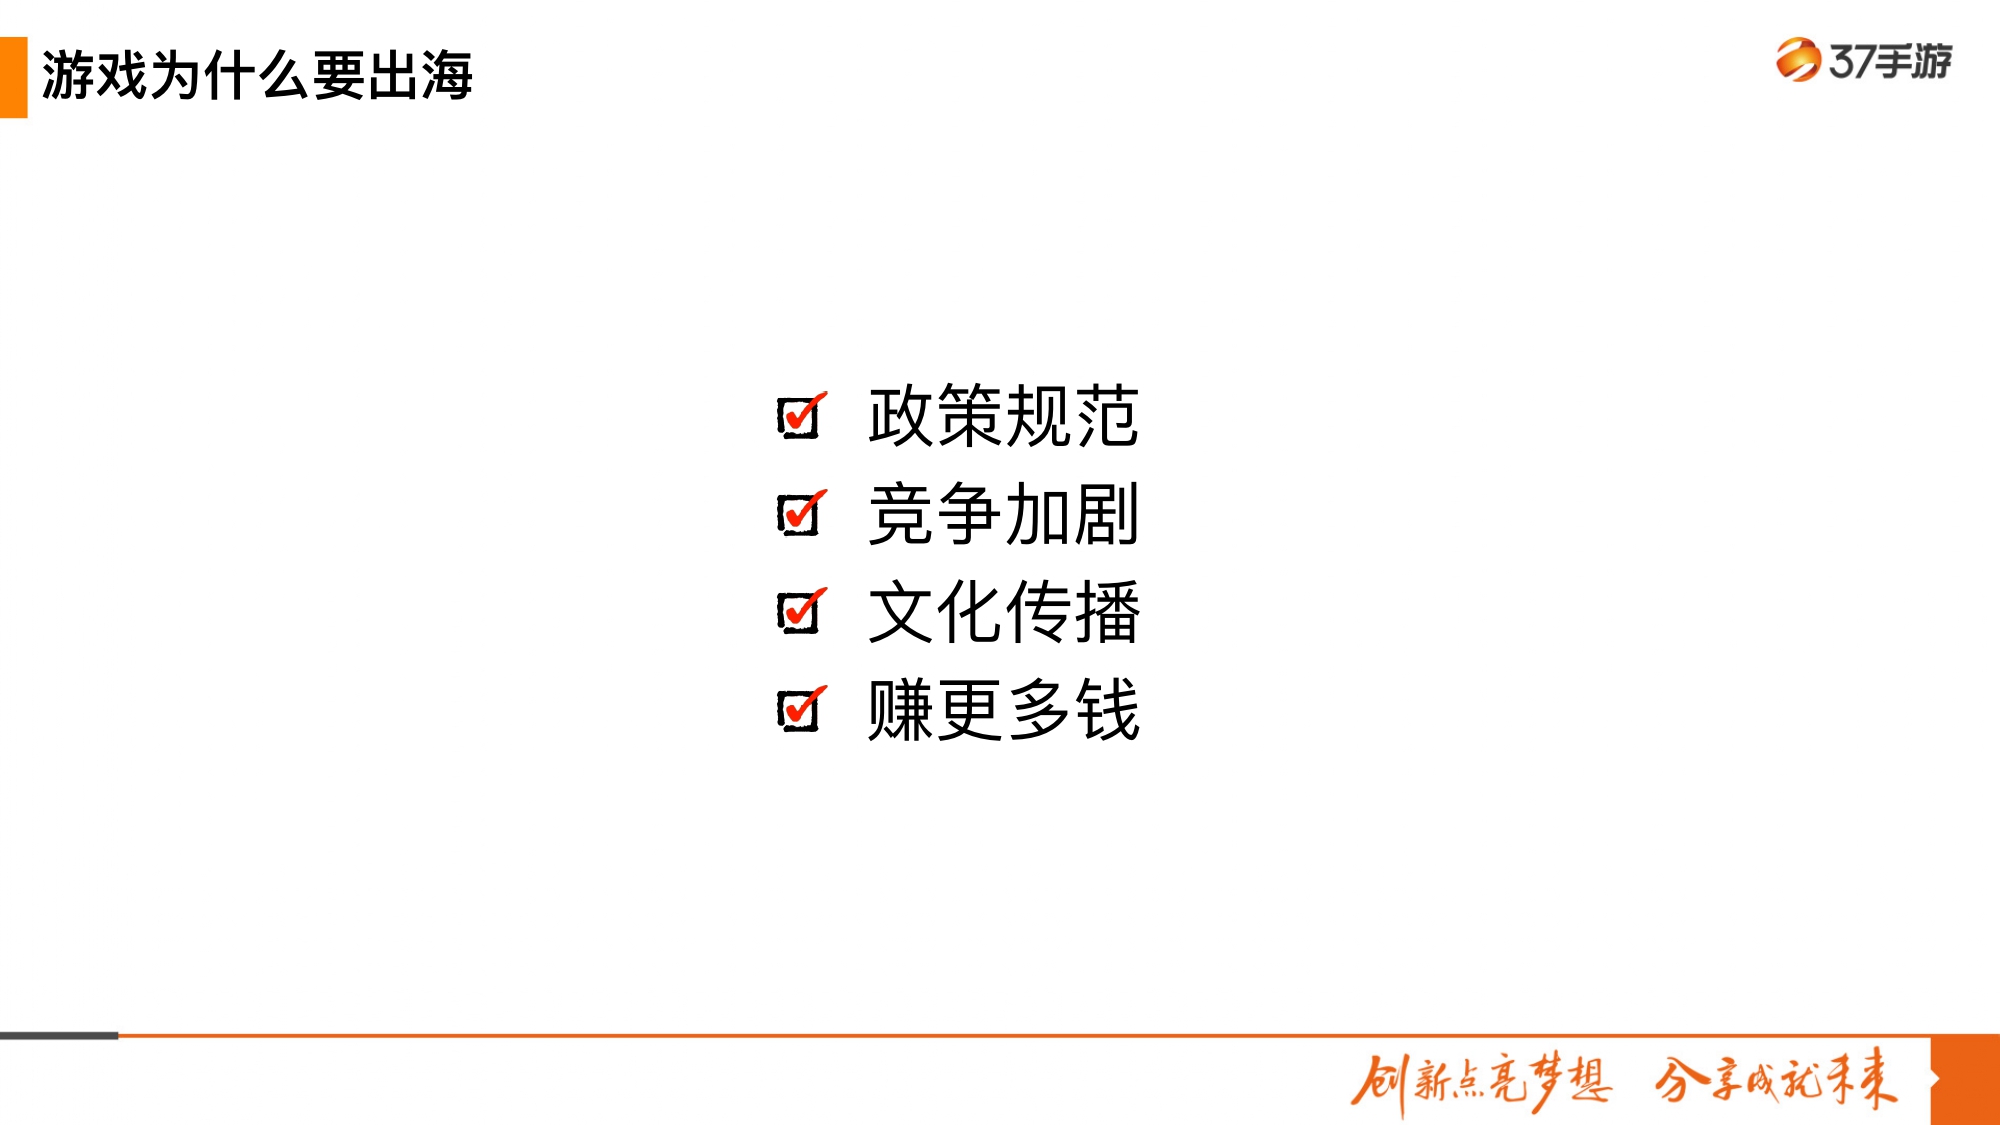 游戏为什么要出海
37手游
政策规范
竞争加剧
文化传播
赚更多钱
创新点亮梦想 分享成就未来